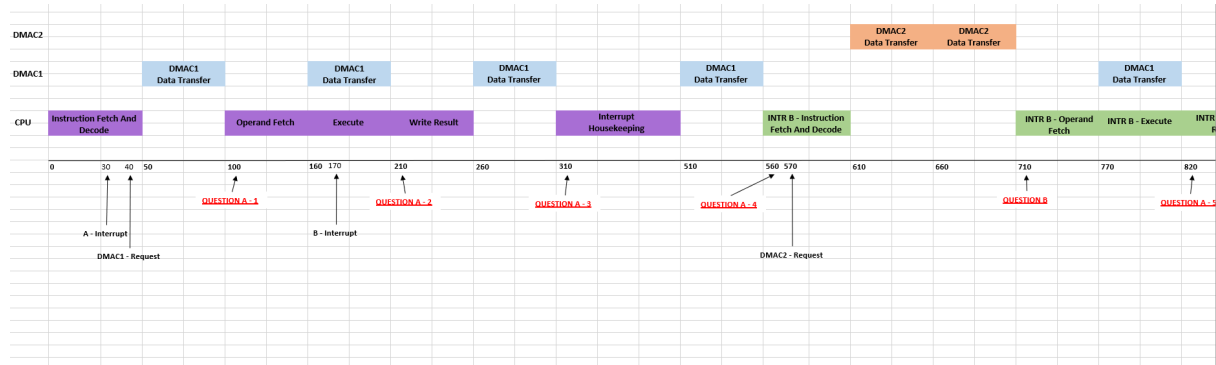 DMAC2
DMAC2
Data Transfer
DMAC2
Data Transfer
DMAC1
DMAC1
Data Transfer
DMAC1
Data Transfer
DMAC1
Data Transfer
DMAC1
Data Transfer
DMAC1
Data Transfer
CPU
Instruction Fetch And
Decode
Operand Fetch
Execute
Write Result
Interrupt
Housekeeping
INTR B - Instruction
Fetch And Decode
INTR B - Operand
Fetch
INTR B - Execute
INTR B
0 30 40 50 100 160 170 210 260 310 510 560 570 610 660 710 770 820
QUESTION A - 1
QUESTION A - 2
QUESTION A - 3
QUESTION A - 4
QUESTION B
QUESTION A - 5
A - Interrupt
B - Interrupt
DMAC1 - Request
DMAC2 - Request